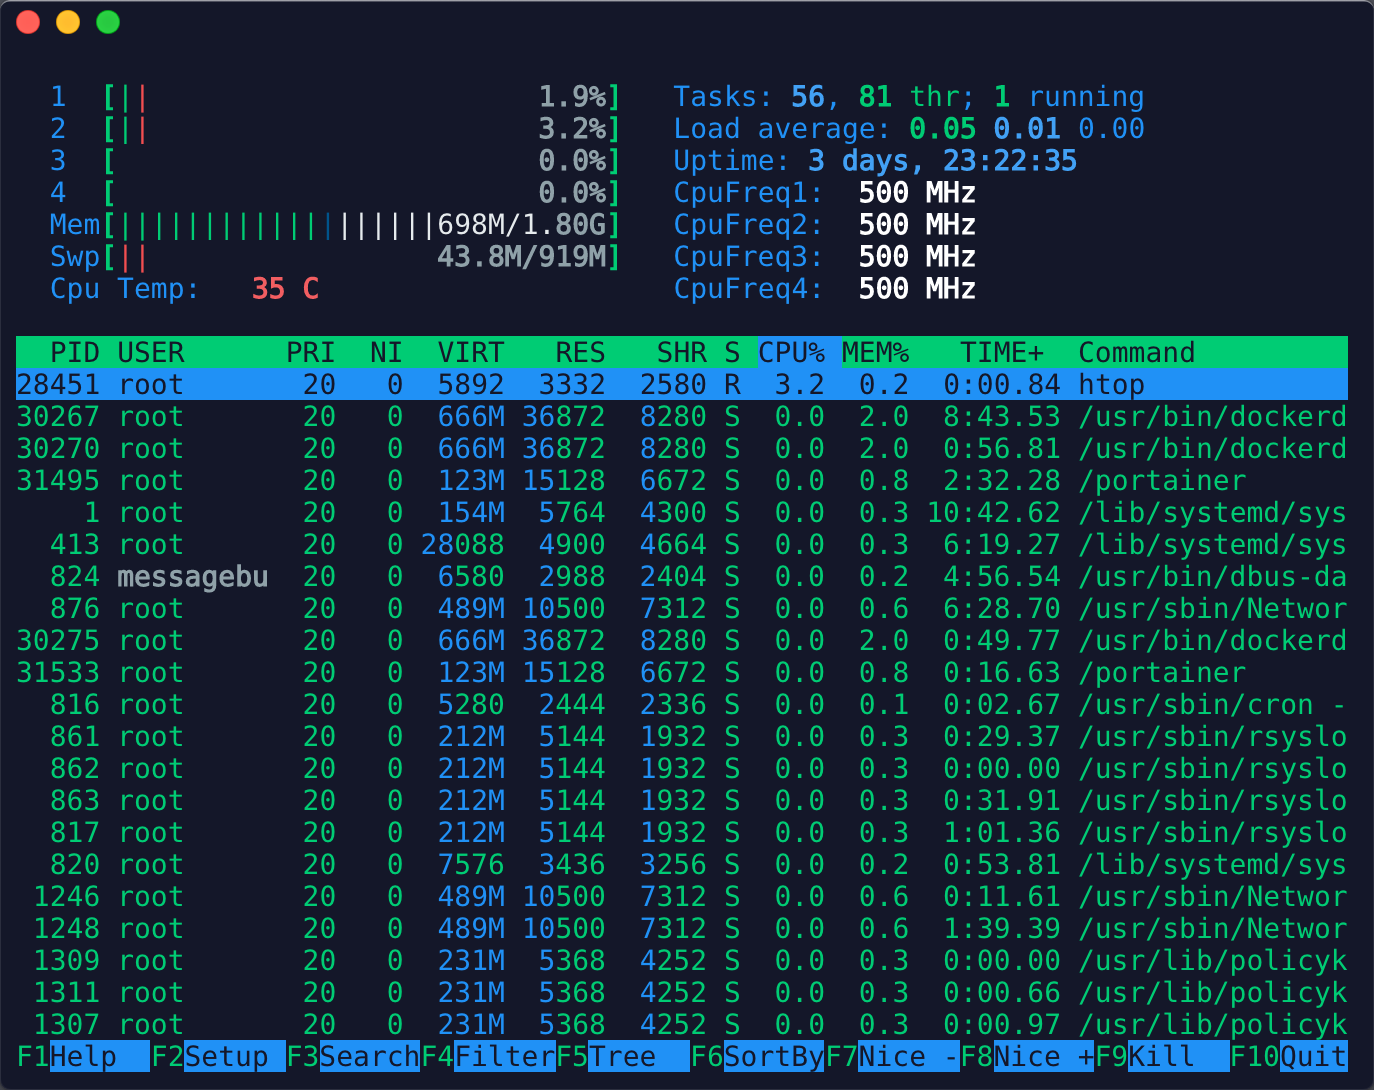 1 [|| 1.9%] Tasks: 56, 81 thr; 1 running
2 [|| 3.2%] Load average: 0.05 0.01 0.00
3 [ 0.0%] Uptime: 3 days, 23:22:35
4 [ 0.0%] CpuFreq1: 500 MHz
Mem[|||||||||||||||||||698M/1.80G] CpuFreq2: 500 MHz
Swp[|| 43.8M/919M] CpuFreq3: 500 MHz
Cpu Temp: 35 C CpuFreq4: 500 MHz
PID USER PRI NI VIRT RES SHR S CPU% MEM% TIME+ Command
28451 root 20 0 5892 3332 2580 R 3.2 0.2 0:00.84 htop
30267 root 20 0 666M 36872 8280 S 0.0 2.0 8:43.53 /usr/bin/dockerd
30270 root 20 0 666M 36872 8280 S 0.0 2.0 0:56.81 /usr/bin/dockerd
31495 root 20 0 123M 15128 6672 S 0.0 0.8 2:32.28 /portainer
1 root 20 0 154M 5764 4300 S 0.0 0.3 10:42.62 /lib/systemd/sys
413 root 20 0 28088 4900 4664 S 0.0 0.3 6:19.27 /lib/systemd/sys
824 messagebu 20 0 6580 2988 2404 S 0.0 0.2 4:56.54 /usr/bin/dbus-da
876 root 20 0 489M 10500 7312 S 0.0 0.6 6:28.70 /usr/sbin/Networ
30275 root 20 0 666M 36872 8280 S 0.0 2.0 0:49.77 /usr/bin/dockerd
31533 root 20 0 123M 15128 6672 S 0.0 0.8 0:16.63 /portainer
816 root 20 0 5280 2444 2336 S 0.0 0.1 0:02.67 /usr/sbin/cron -
861 root 20 0 212M 5144 1932 S 0.0 0.3 0:29.37 /usr/sbin/rsyslo
862 root 20 0 212M 5144 1932 S 0.0 0.3 0:00.00 /usr/sbin/rsyslo
863 root 20 0 212M 5144 1932 S 0.0 0.3 0:31.91 /usr/sbin/rsyslo
817 root 20 0 212M 5144 1932 S 0.0 0.3 1:01.36 /usr/sbin/rsyslo
820 root 20 0 7576 3436 3256 S 0.0 0.2 0:53.81 /lib/systemd/sys
1246 root 20 0 489M 10500 7312 S 0.0 0.6 0:11.61 /usr/sbin/Networ
1248 root 20 0 489M 10500 7312 S 0.0 0.6 1:39.39 /usr/sbin/Networ
1309 root 20 0 231M 5368 4252 S 0.0 0.3 0:00.00 /usr/lib/policyk
1311 root 20 0 231M 5368 4252 S 0.0 0.3 0:00.66 /usr/lib/policyk
1307 root 20 0 231M 5368 4252 S 0.0 0.3 0:00.97 /usr/lib/policyk
F1Help F2Setup F3SearchF4FilterF5Tree F6SortByF7Nice -F8Nice +F9Kill F10Quit